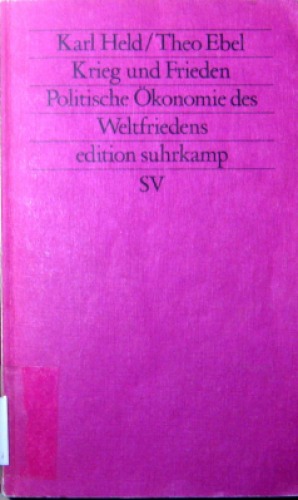 Karl Held/Theo Ebel
Krieg und Frieden
Politische Ökonomie des
Weltfriedens
edition suhrkamp
SV